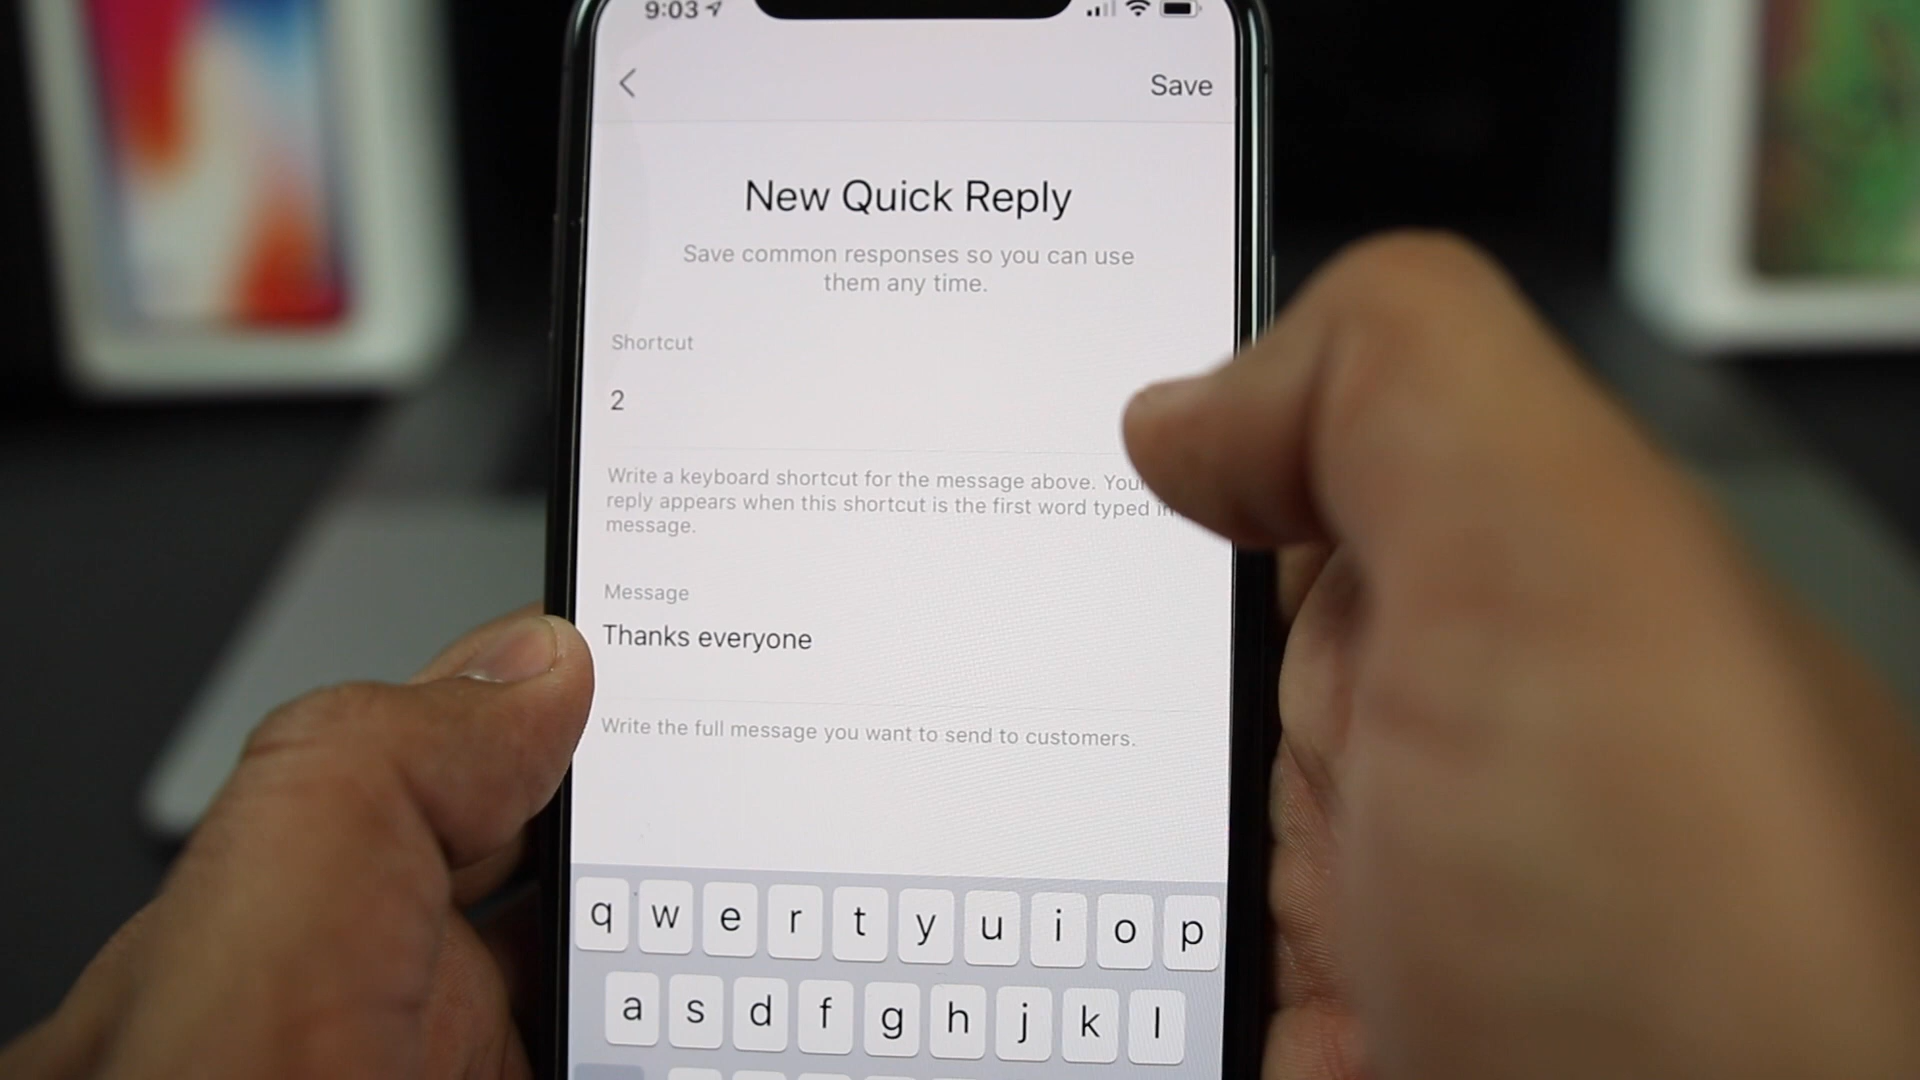 9:03
Save
New Quick Reply
Save common responses so you can use
them any time.
Shortcut
2
Write a keyboard shortcut for the message above. Your
reply appears when this shortcut is the first word typed in
message.
Message
Thanks everyone
Write the full message you want to send to customers.
q w e r t y u i o p
a s d f g h j k l